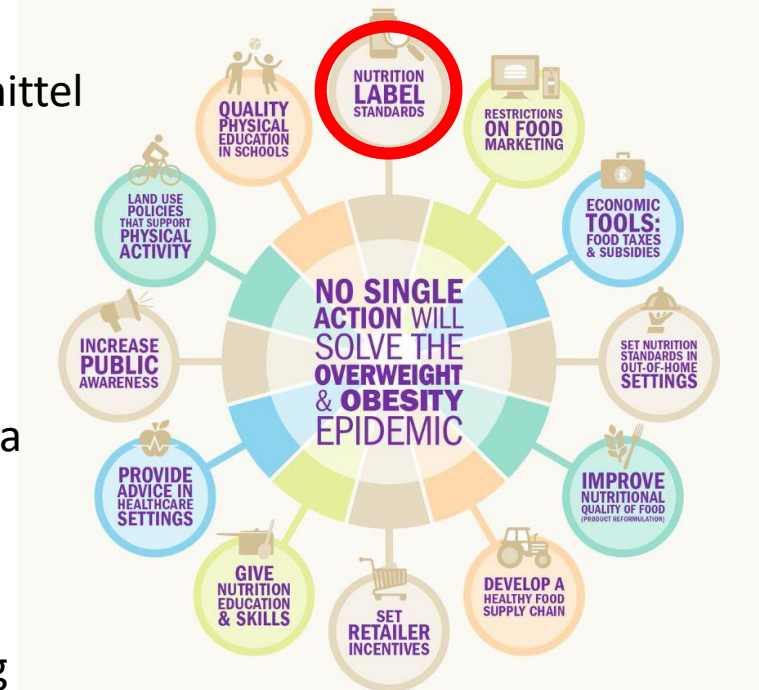 NUTRITION
LABEL
STANDARDS
RESTRICTIONS
ON FOOD
MARKETING
£
ECONOMIC
TOOLS:
FOOD TAXES
& SUBSIDIES
SET NUTRITION
STANDARDS IN
OUT-OF-HOME
SETTINGS
IMPROVE
NUTRITIONAL
QUALITY OF FOOD
(PRODUCT REFORMULATION)
DEVELOP A
HEALTHY FOOD
SUPPLY CHAIN
SET
RETAILER
INCENTIVES
GIVE
NUTRITION
EDUCATION
& SKILLS
PROVIDE
ADVICE IN
HEALTHCARE
SETTINGS
INCREASE
PUBLIC
AWARENESS
LAND USE
POLICIES
THAT SUPPORT
PHYSICAL
ACTIVITY
QUALITY
PHYSICAL
EDUCATION
IN SCHOOLS
NO SINGLE
ACTION WILL
SOLVE THE
OVERWEIGHT
& OBESITY
EPIDEMIC